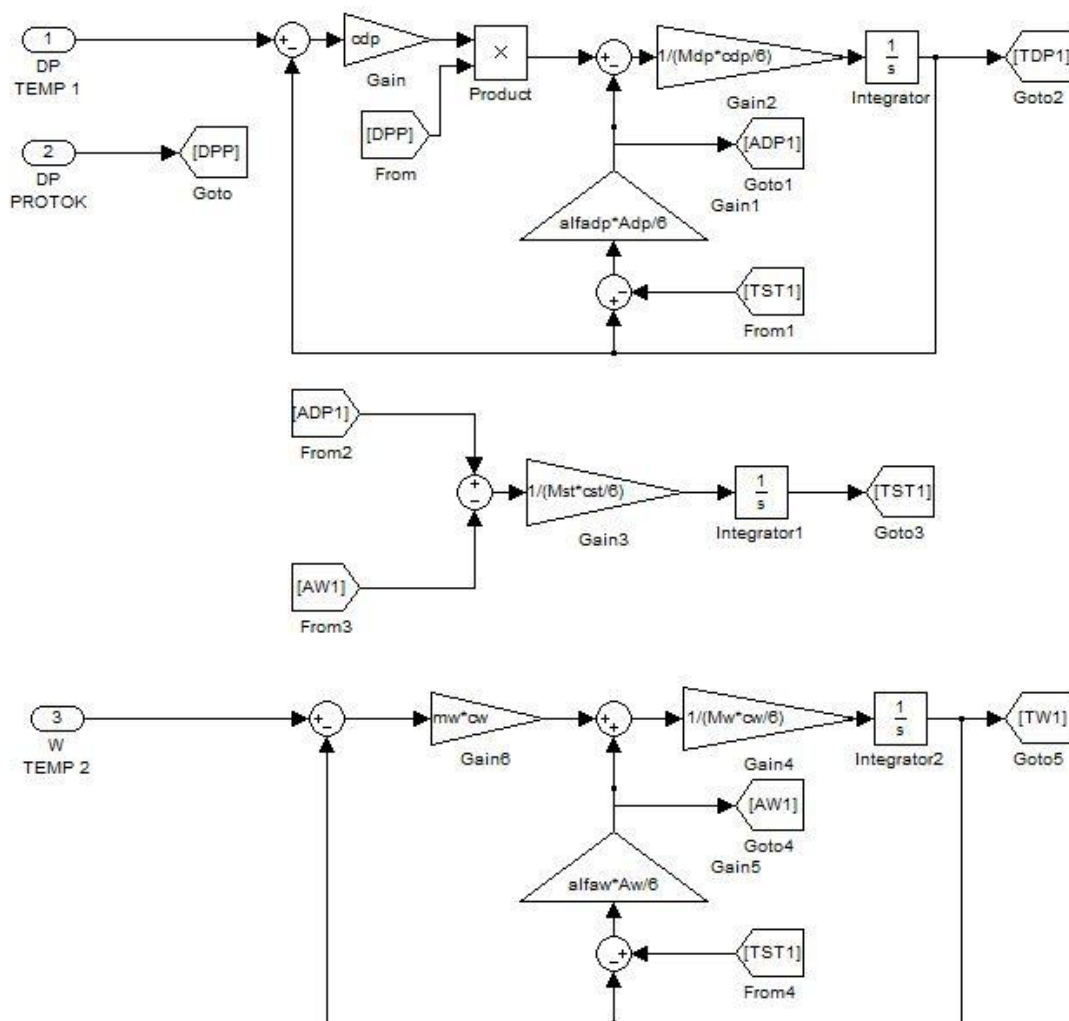 1
DP
TEMP 1
+
−
cdp
Gain
×
Product
+
−
1/(Mdp*cdp/6)
Gain2
1
s
Integrator
[TDP1]
Goto2
2
DP
PROTOK
[DPP]
Goto
[DPP]
From
[ADP1]
Goto1
Gain1
alfadp*Adp/6
+
−
[TST1]
From1
[ADP1]
From2
+
−
1/(Mst*cst/6)
Gain3
1
s
Integrator1
[TST1]
Goto3
[AW1]
From3
3
W
TEMP 2
+
−
mw*cw
Gain6
+
+
1/(Mw*cw/6)
Gain4
1
s
Integrator2
[TW1]
Goto5
[AW1]
Goto4
Gain5
alfaw*Aw/6
−
+
[TST1]
From4